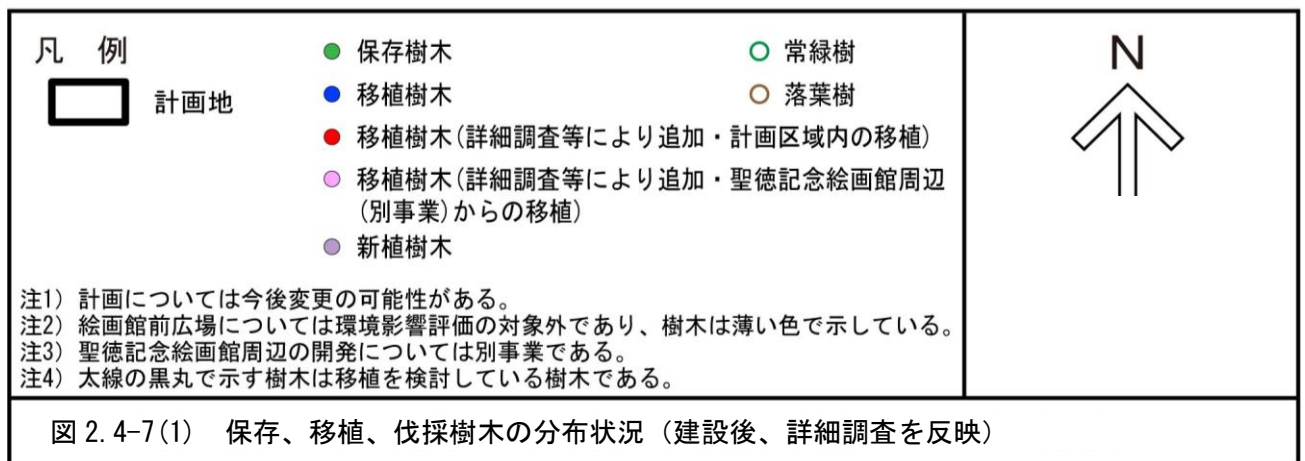 凡 例
計画地
保存樹木
移植樹木
移植樹木(詳細調査等により追加・計画区域内の移植)
移植樹木(詳細調査等により追加・聖徳記念絵画館周辺
(別事業)からの移植)
新植樹木
常緑樹
落葉樹
N
注1) 計画については今後変更の可能性がある。
注2) 絵画館前広場については環境影響評価の対象外であり、樹木は薄い色で示している。
注3) 聖徳記念絵画館周辺の開発については別事業である。
注4) 太線の黒丸で示す樹木は移植を検討している樹木である。
図2.4-7(1) 保存、移植、伐採樹木の分布状況（建設後、詳細調査を反映）